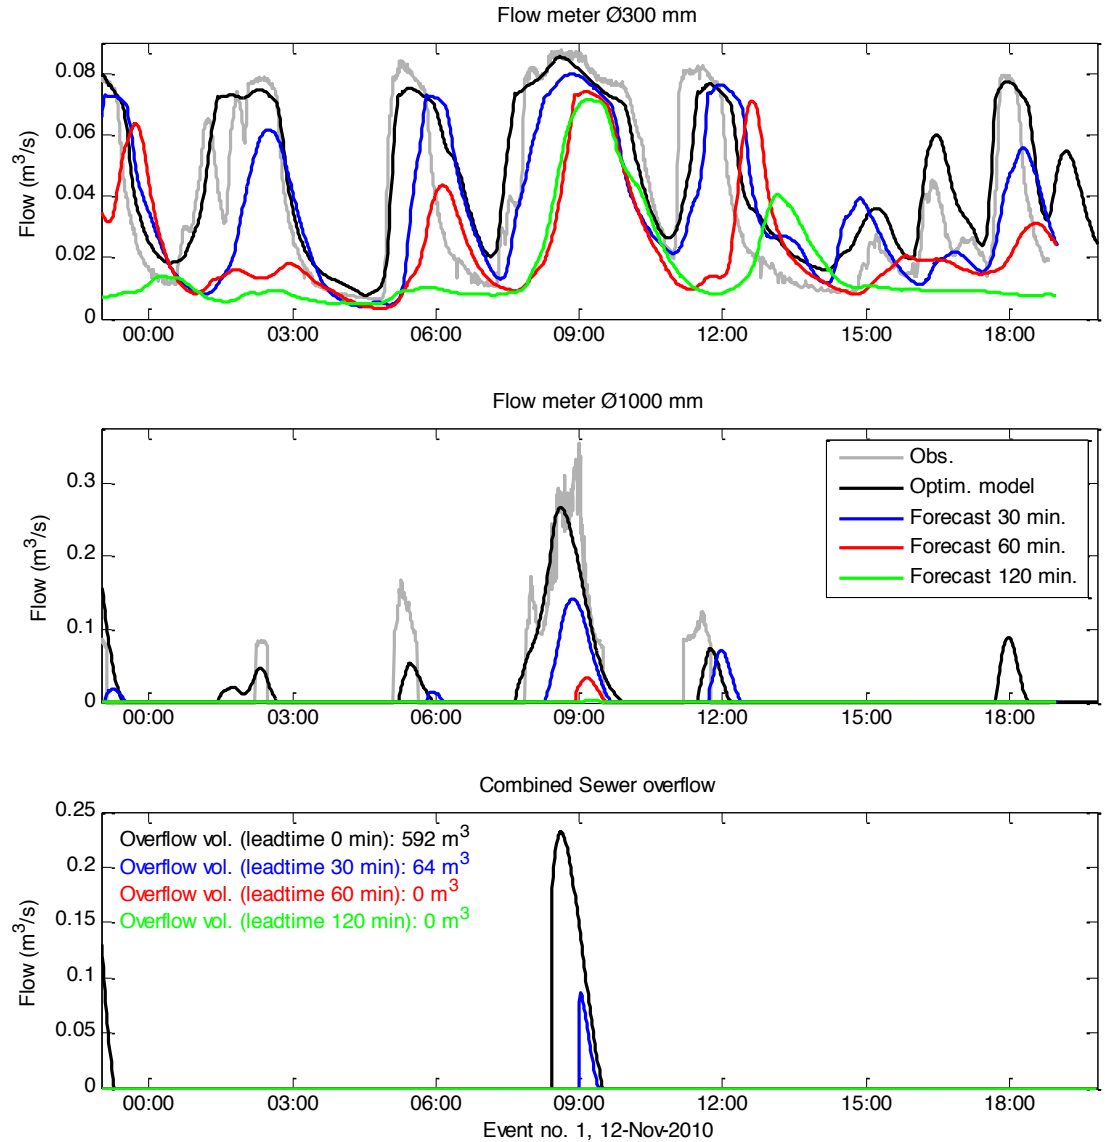 Flow meter Ø300 mm
Flow (m³/s)
0.08
0.06
0.04
0.02
0
00:00 03:00 06:00 09:00 12:00 15:00 18:00
Flow meter Ø1000 mm
Flow (m³/s)
0.3
0.2
0.1
0
Obs.
Optim. model
Forecast 30 min.
Forecast 60 min.
Forecast 120 min.
00:00 03:00 06:00 09:00 12:00 15:00 18:00
Combined Sewer overflow
Flow (m³/s)
0.25
0.2
0.15
0.1
0.05
0
Overflow vol. (leadtime 0 min): 592 m³
Overflow vol. (leadtime 30 min): 64 m³
Overflow vol. (leadtime 60 min): 0 m³
Overflow vol. (leadtime 120 min): 0 m³
00:00 03:00 06:00 09:00 12:00 15:00 18:00
Event no. 1, 12-Nov-2010